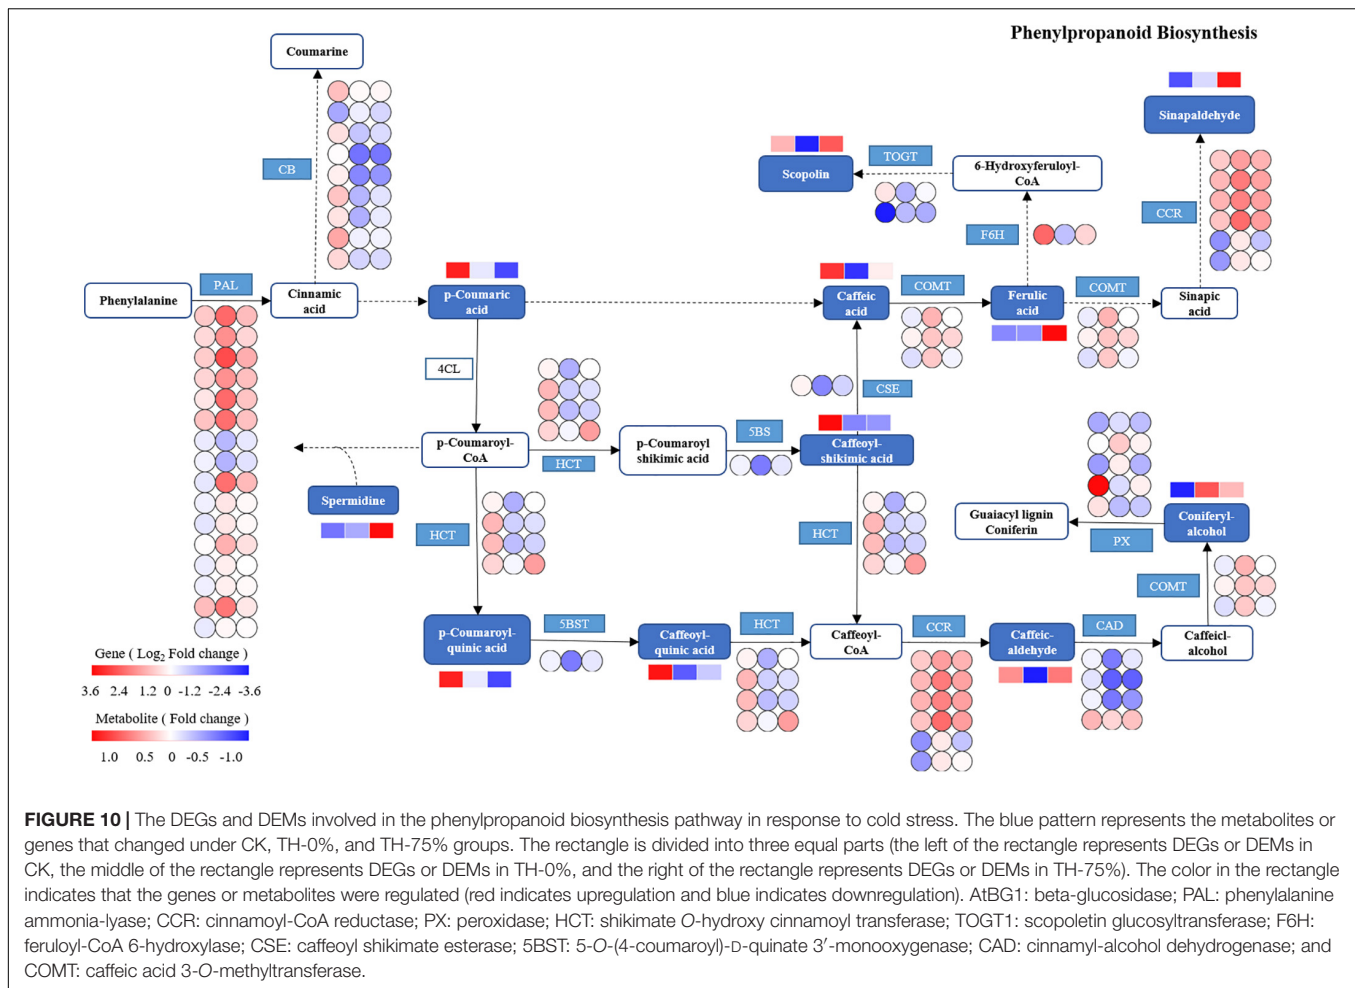 Phenylpropanoid Biosynthesis
Coumarine
CB
Sinapaldehyde
Scopolin
TOGT
6-Hydroxyferuloyl-
CoA
CCR
F6H
PAL
Phenylalanine
Cinnamic
acid
p-Coumaric
acid
Caffeic
acid
COMT
Ferulic
acid
COMT
Sinapic
acid
4CL
CSE
p-Coumaroyl-
CoA
HCT
p-Coumaroyl
shikimic acid
5BS
Caffeoyl-
shikimic acid
Spermidine
HCT
HCT
Guaiacyl lignin
Coniferin
PX
Coniferyl-
alcohol
COMT
p-Coumaroyl-
quinic acid
5BST
Caffeoyl-
quinic acid
HCT
Caffeoyl-
CoA
CCR
Caffeic-
aldehyde
CAD
Caffeicl-
alcohol
Gene ( Log2 Fold change )
3.6 2.4 1.2 0 -1.2 -2.4 -3.6
Metabolite ( Fold change )
1.0 0.5 0 -0.5 -1.0
FIGURE 10 | The DEGs and DEMs involved in the phenylpropanoid biosynthesis pathway in response to cold stress. The blue pattern represents the metabolites or
genes that changed under CK, TH-0%, and TH-75% groups. The rectangle is divided into three equal parts (the left of the rectangle represents DEGs or DEMs in
CK, the middle of the rectangle represents DEGs or DEMs in TH-0%, and the right of the rectangle represents DEGs or DEMs in TH-75%). The color in the rectangle
indicates that the genes or metabolites were regulated (red indicates upregulation and blue indicates downregulation). AtBG1: beta-glucosidase; PAL: phenylalanine
ammonia-lyase; CCR: cinnamoyl-CoA reductase; PX: peroxidase; HCT: shikimate O-hydroxy cinnamoyl transferase; TOGT1: scopoletin glucosyltransferase; F6H:
feruloyl-CoA 6-hydroxylase; CSE: caffeoyl shikimate esterase; 5BST: 5-O-(4-coumaroyl)-D-quinate 3′-monooxygenase; CAD: cinnamyl-alcohol dehydrogenase; and
COMT: caffeic acid 3-O-methyltransferase.